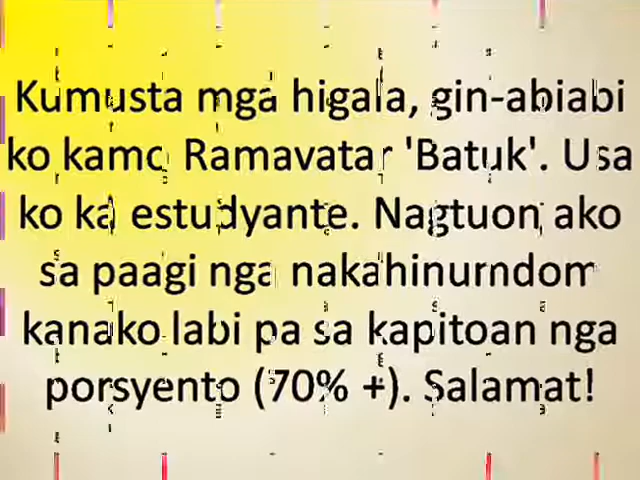 Kumusta mga higala, gin-abiabi
ko kamo Ramavatar 'Batuk'. Usa
ko ka estudyante. Nagtuon ako
sa paagi nga nakahinurndom
kanako labi pa sa kapitoan nga
porsyento (70% +). Salamat!